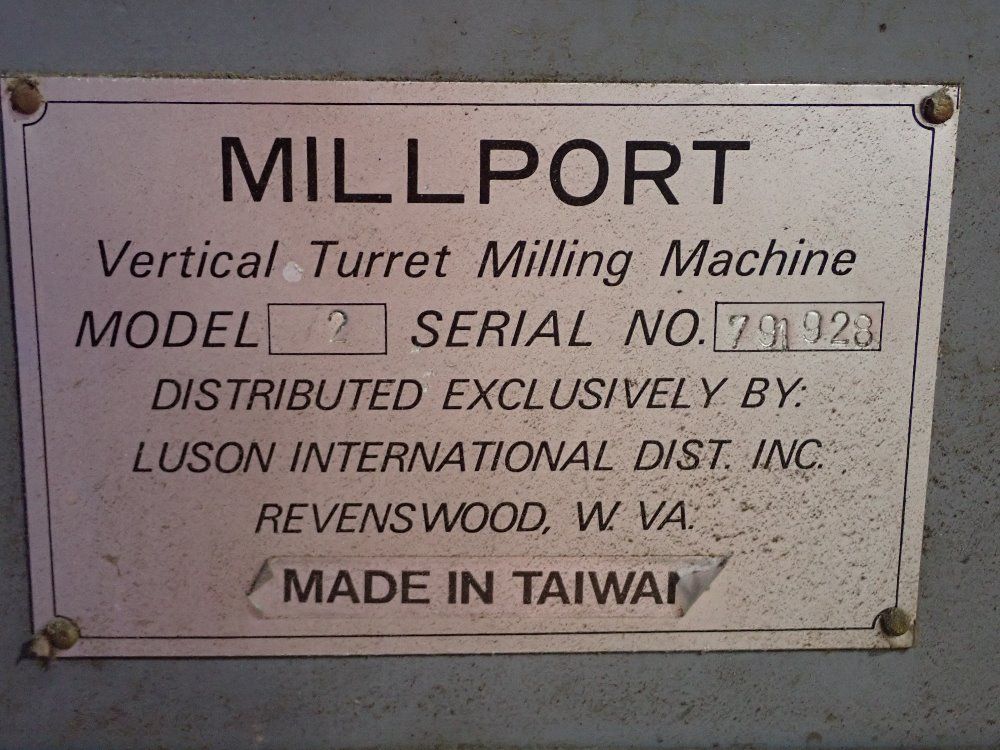 MILLPORT
Vertical Turret Milling Machine
MODEL 2 SERIAL NO. 791928
DISTRIBUTED EXCLUSIVELY BY:
LUSON INTERNATIONAL DIST. INC.
REVENSWOOD, W. VA.
MADE IN TAIWAN